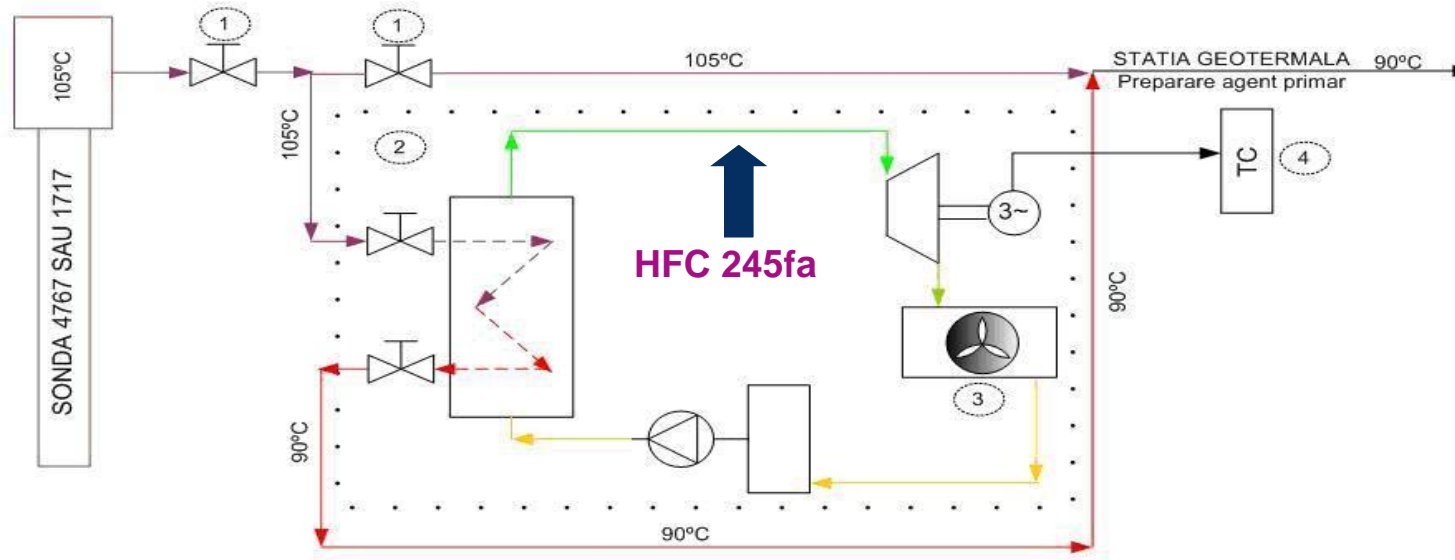 1
1
105ºC
105ºC
STATIA GEOTERMALA 90ºC
Preparare agent primar
105ºC
2
TC
4
SONDA 4767 SAU 1717
3~
HFC 245fa
90ºC
3
90ºC
90ºC